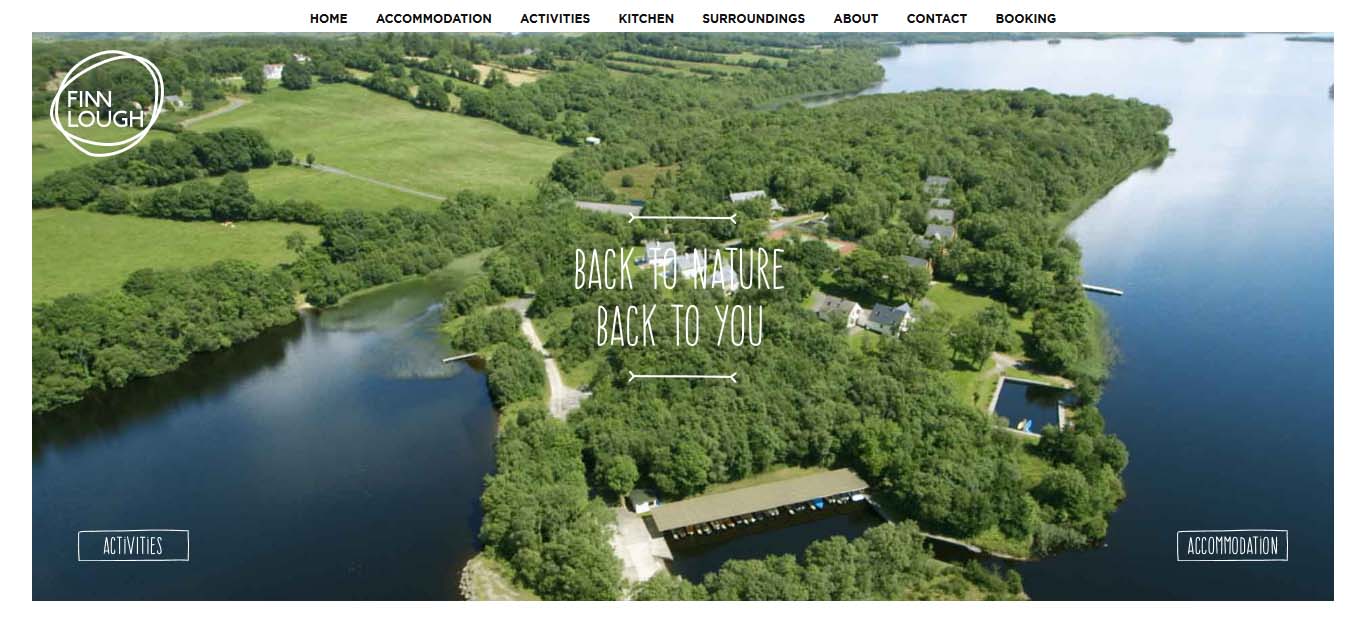 HOME ACCOMMODATION ACTIVITIES KITCHEN SURROUNDINGS ABOUT CONTACT BOOKING
FINN
LOUGH
BACK TO NATURE
BACK TO YOU
ACTIVITIES
ACCOMMODATION